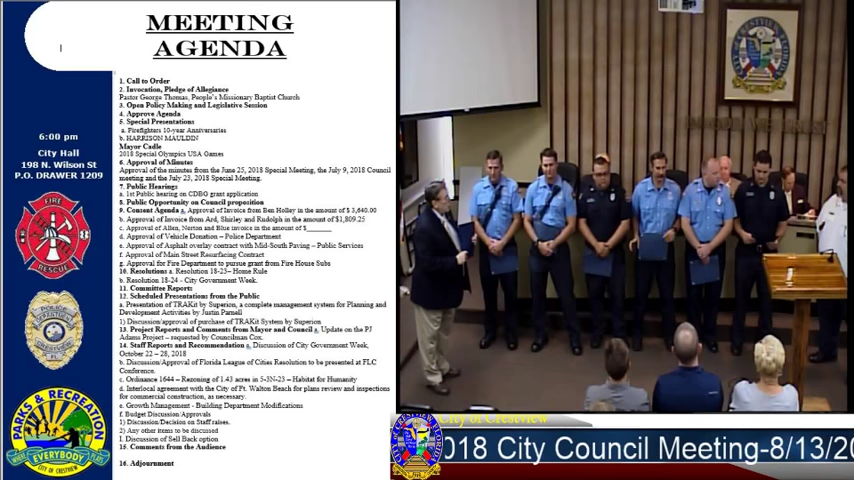 MEETING
AGENDA
1. Call to Order
2. Invocation, Pledge of Allegiance
Pastor George Thomas, People's Missionary Baptist Church
3. Open Policy Making and Legislative Session
4. Approve Agenda
5. Special Presentations
a. Firefighters 10-year Anniversaries
b. HARRISON MAULDIN
Mayor Cadle
2018 Special Olympics USA Games
6. Approval of Minutes
Approval of the minutes from the June 25, 2018 Special Meeting, the July 9, 2018 Council
meeting and the July 23, 2018 Special Meeting.
7. Public Hearings
a. 1st Public hearing on CDBG grant application
8. Public Opportunity on Council proposition
9. Consent Agenda a. Approval of Invoice from Ben Holley in the amount of $ 3,640.00
b. Approval of Invoice from Ard, Shirley and Rudolph in the amount of $1,809.25
c. Approval of Allen, Norton and Blue invoice in the amount of $_______
d. Approval of Vehicle Donation – Police Department
e. Approval of Asphalt overlay contract with Mid-South Paving – Public Services
f. Approval of Main Street Resurfacing Contract
g. Approval for Fire Department to pursue grant from Fire House Subs
10. Resolutions a. Resolution 18-23– Home Rule
b. Resolution 18-24 - City Government Week.
11. Committee Reports
12. Scheduled Presentations from the Public
a. Presentation of TRAKit by Superion, a complete management system for Planning and
Development Activities by Justin Parnell
1) Discussion/approval of purchase of TRAKit System by Superion
13. Project Reports and Comments from Mayor and Council a. Update on the PJ
Adams Project – requested by Councilman Cox.
14. Staff Reports and Recommendation a. Discussion of City Government Week,
October 22 – 28, 2018
b. Discussion/Approval of Florida League of Cities Resolution to be presented at FLC
Conference.
c. Ordinance 1644 – Rezoning of 1.43 acres in 5-3N-23 – Habitat for Humanity
d. Interlocal agreement with the City of Ft. Walton Beach for plans review and inspections
for commercial construction, as necessary.
e. Growth Management - Building Department Modifications
f. Budget Discussion/Approvals
1) Discussion/Decision on Staff raises.
2) Any other items to be discussed
I. Discussion of Sell Back option
15. Comments from the Audience
16. Adjournment
6:00 pm
City Hall
198 N. Wilson St
P.O. DRAWER 1209
FIRE
RESCUE
POLICE
CRESTVIEW
PARKS & RECREATION
WHERE EVERYBODY PLAYS
CITY OF CRESTVIEW
City of Crestview
018 City Council Meeting-8/13/20